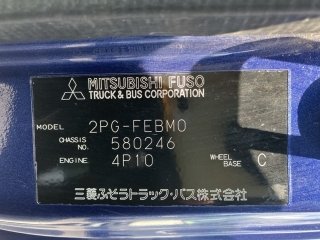 MITSUBISHI FUSO
TRUCK & BUS CORPORATION
MODEL 2PG-FEBM0
CHASSIS NO. 580246
ENGINE 4P10 WHEEL BASE C
三菱ふそうトラック・バス株式会社